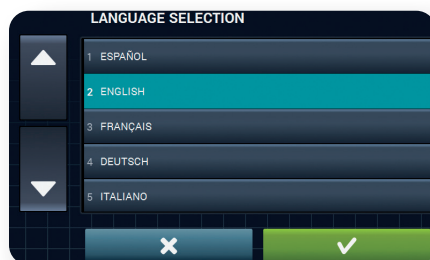 LANGUAGE SELECTION
1 ESPAÑOL
2 ENGLISH
3 FRANÇAIS
4 DEUTSCH
5 ITALIANO